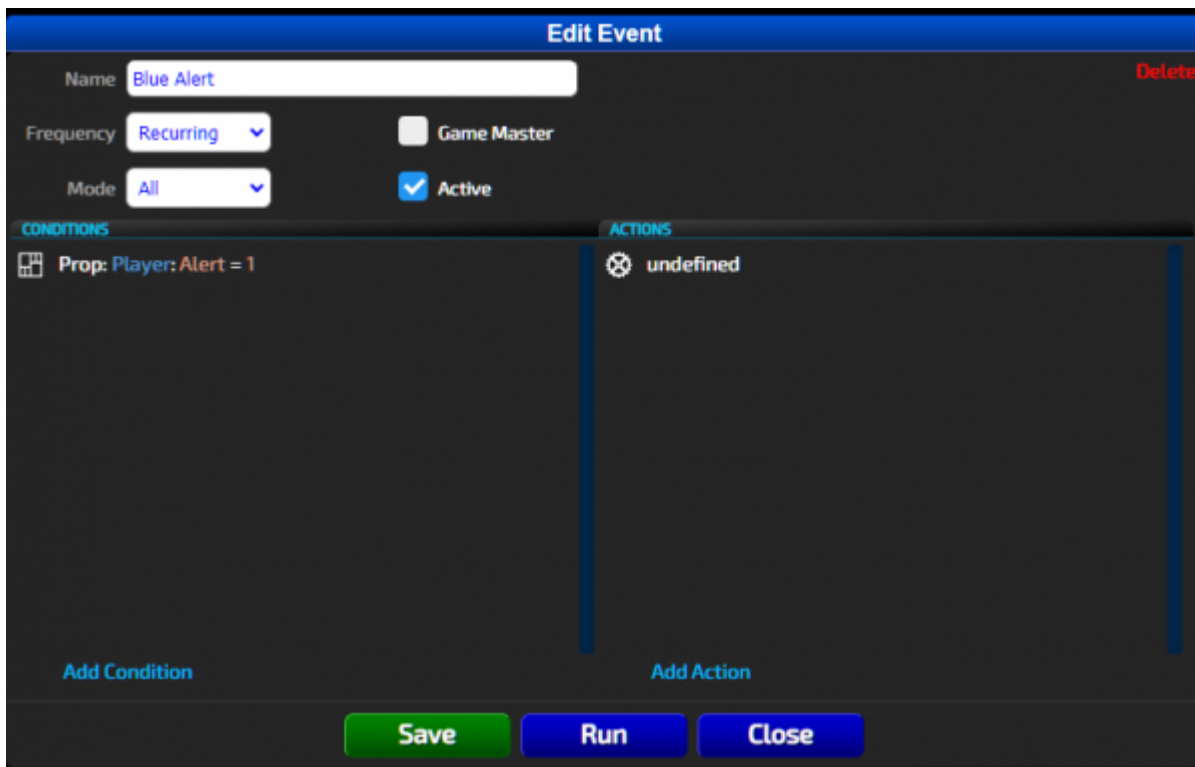 Edit Event
Name Blue Alert Delete
Frequency Recurring Game Master
Mode All Active
CONDITIONS ACTIONS
Prop: Player: Alert = 1 undefined
Add Condition Add Action
Save Run Close